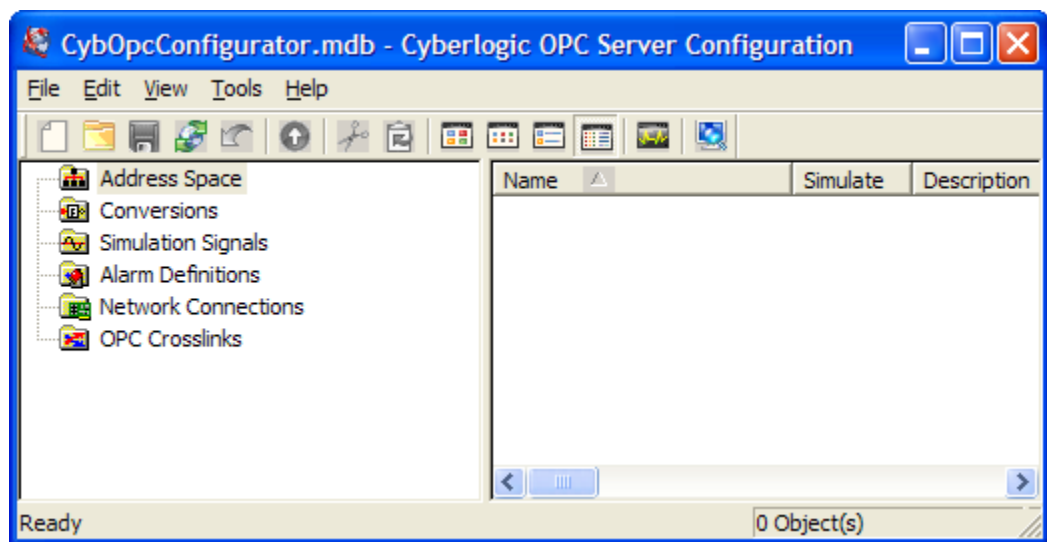 CybOpcConfigurator.mdb - Cyberlogic OPC Server Configuration
File Edit View Tools Help
Address Space
Name Simulate Description
Conversions
Simulation Signals
Alarm Definitions
Network Connections
OPC Crosslinks
Ready 0 Object(s)